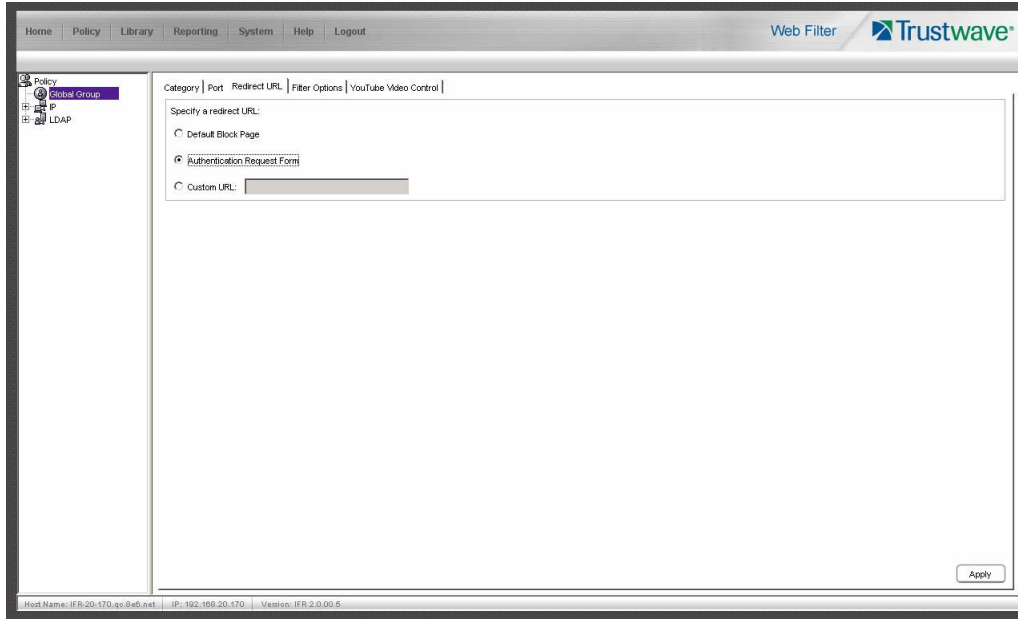 Home Policy Library Reporting System Help Logout
Web Filter Trustwave
Policy
Global Group
IP
LDAP
Category Port Redirect URL Filter Options YouTube Video Control
Specify a redirect URL:
Default Block Page
Authentication Request Form
Custom URL:
Apply
Host Name: IFR-20-170.qc.8e6.net IP: 192.168.20.170 Version: IFR 2.0.00.5